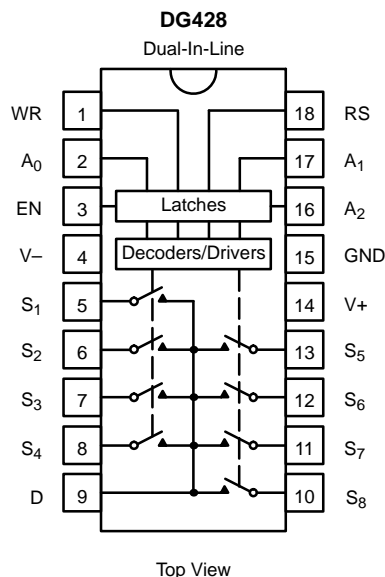 DG428
Dual-In-Line
WR 1 18 RS
A₀ 2 17 A₁
EN 3 Latches 16 A₂
V– 4 Decoders/Drivers 15 GND
S₁ 5 14 V+
S₂ 6 13 S₅
S₃ 7 12 S₆
S₄ 8 11 S₇
D 9 10 S₈
Top View